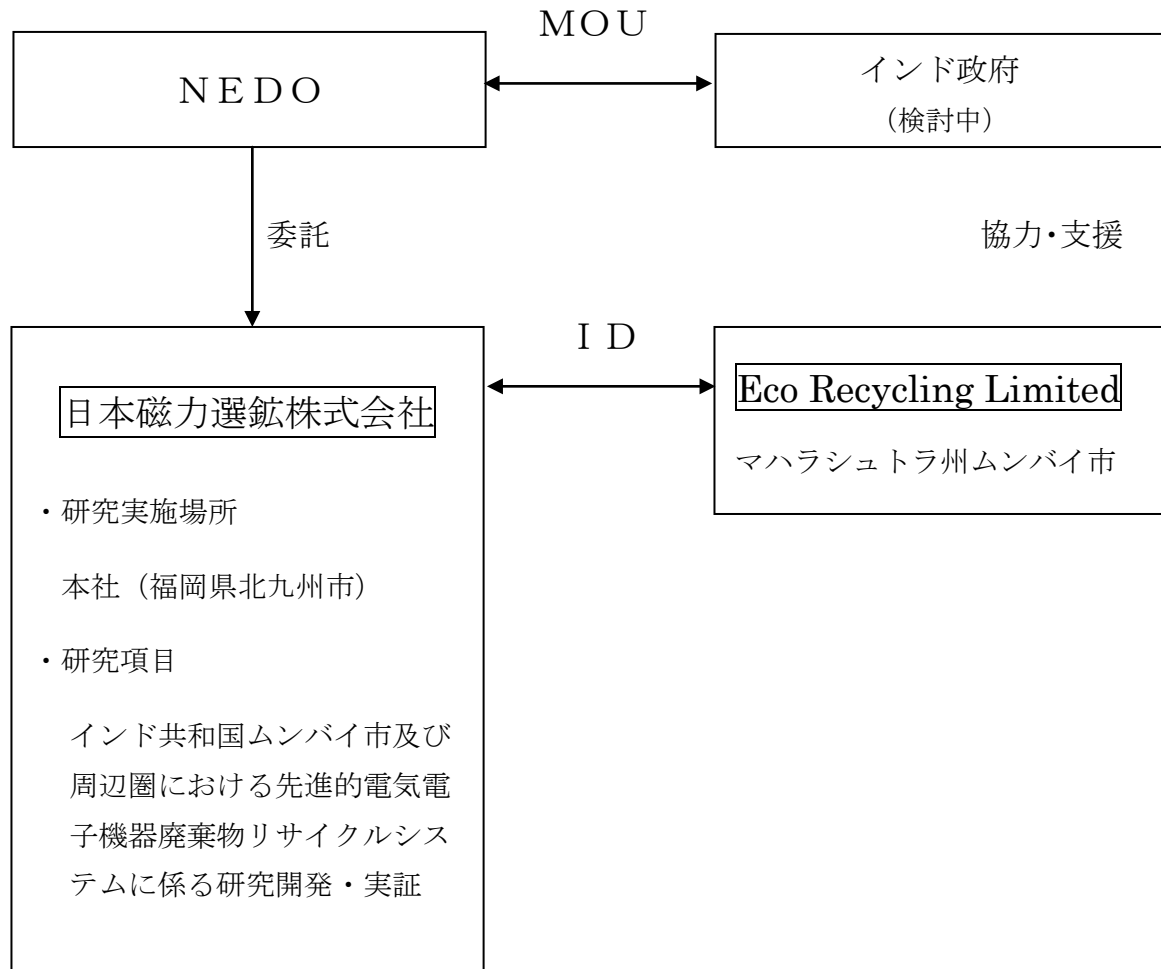 MOU
NEDO
インド政府
（検討中）
委託
協力・支援
ID
日本磁力選鉱株式会社
・研究実施場所
本社（福岡県北九州市）
・研究項目
インド共和国ムンバイ市及び
周辺圏における先進的電気電
子機器廃棄物リサイクルシス
テムに係る研究開発・実証
Eco Recycling Limited
マハラシュトラ州ムンバイ市